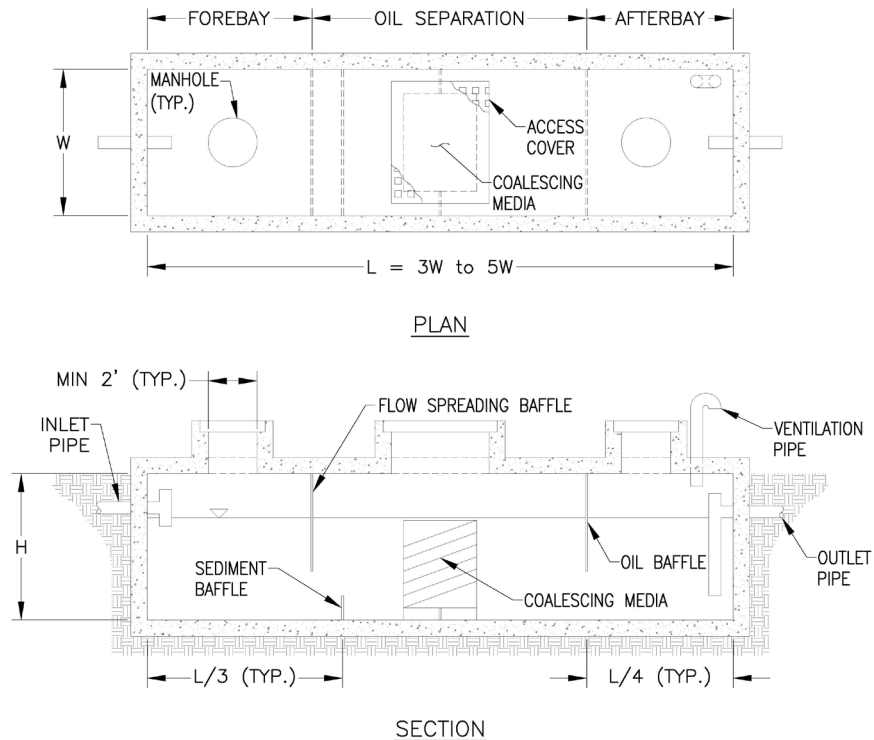 FOREBAY
OIL SEPARATION
AFTERBAY
MANHOLE
(TYP.)
W
ACCESS
COVER
COALESCING
MEDIA
L = 3W to 5W
PLAN
MIN 2' (TYP.)
INLET
PIPE
FLOW SPREADING BAFFLE
VENTILATION
PIPE
H
SEDIMENT
BAFFLE
OIL BAFFLE
COALESCING MEDIA
OUTLET
PIPE
L/3 (TYP.)
L/4 (TYP.)
SECTION